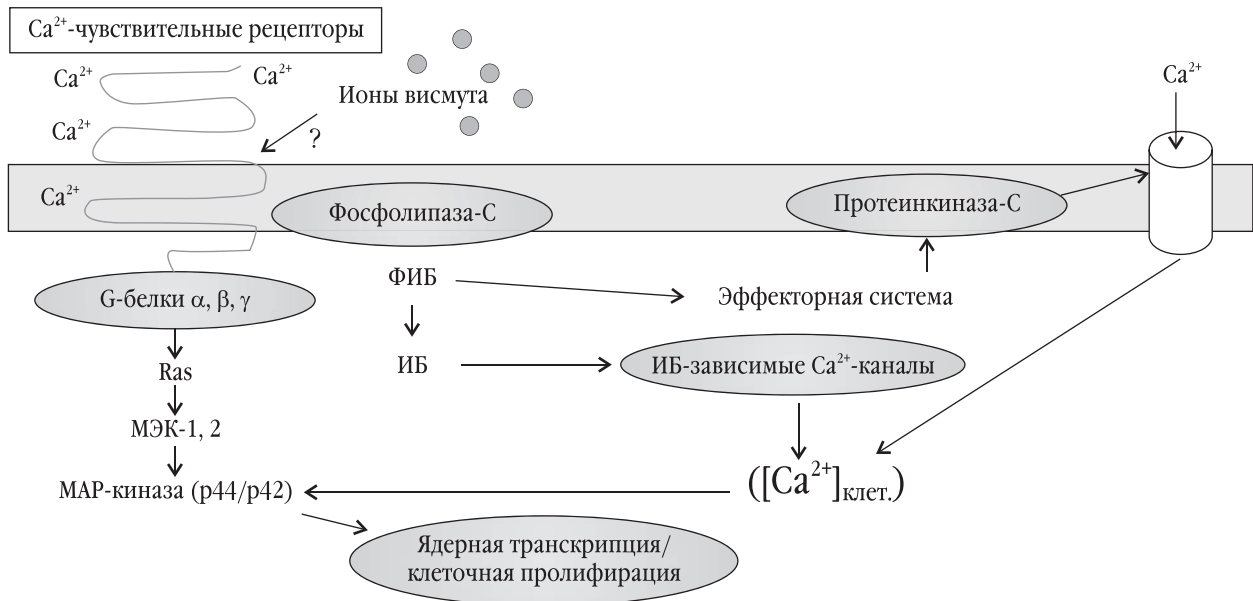 Ca²⁺-чувствительные рецепторы
Ca²⁺
Ca²⁺
Ca²⁺
Ca²⁺
Ионы висмута
?
Ca²⁺
Фосфолипаза-С
Протеинкиназа-С
G-белки α, β, γ
ФИБ
Эффекторная система
Ras
ИБ
ИБ-зависимые Ca²⁺-каналы
МЭК-1, 2
МАР-киназа (p44/p42)
([Ca²⁺]клет.)
Ядерная транскрипция/
клеточная пролифирация